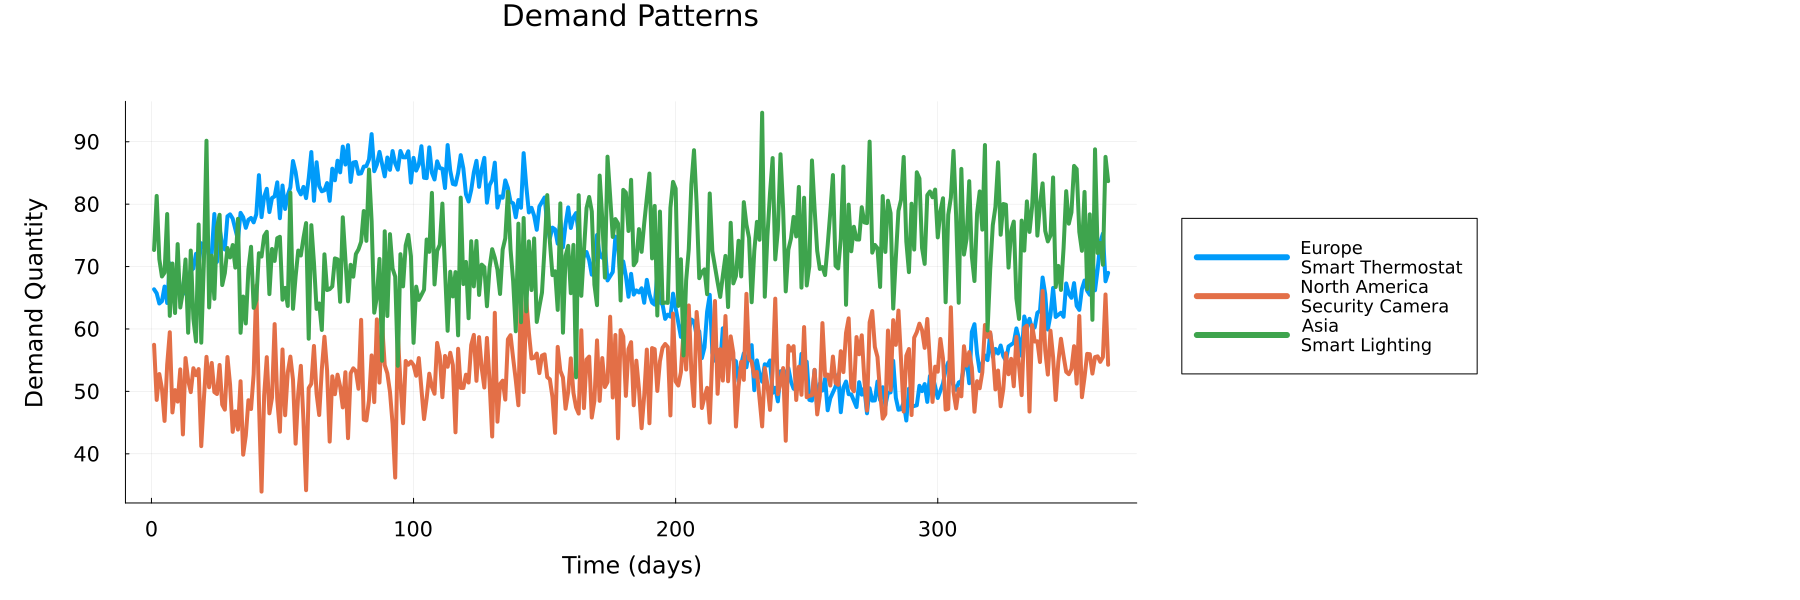 Demand Patterns
Demand Quantity
90
80
70
60
50
40
0
100
200
300
Time (days)
Europe
Smart Thermostat
North America
Security Camera
Asia
Smart Lighting